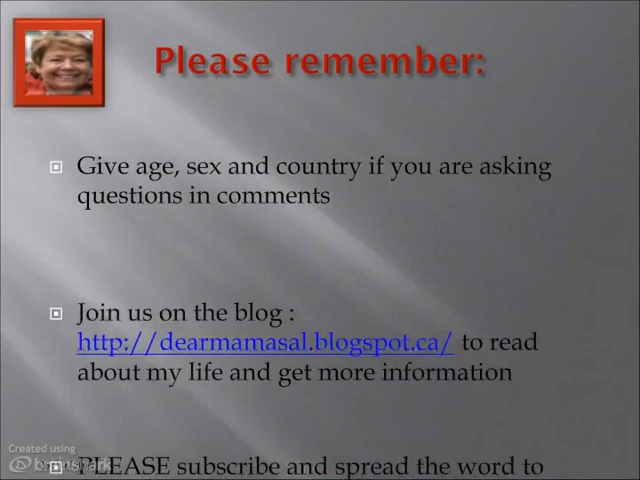 Please remember:
Give age, sex and country if you are asking
questions in comments
Join us on the blog :
http://dearmamasal.blogspot.ca/ to read
about my life and get more information
PLEASE subscribe and spread the word to
Created using
brainshark